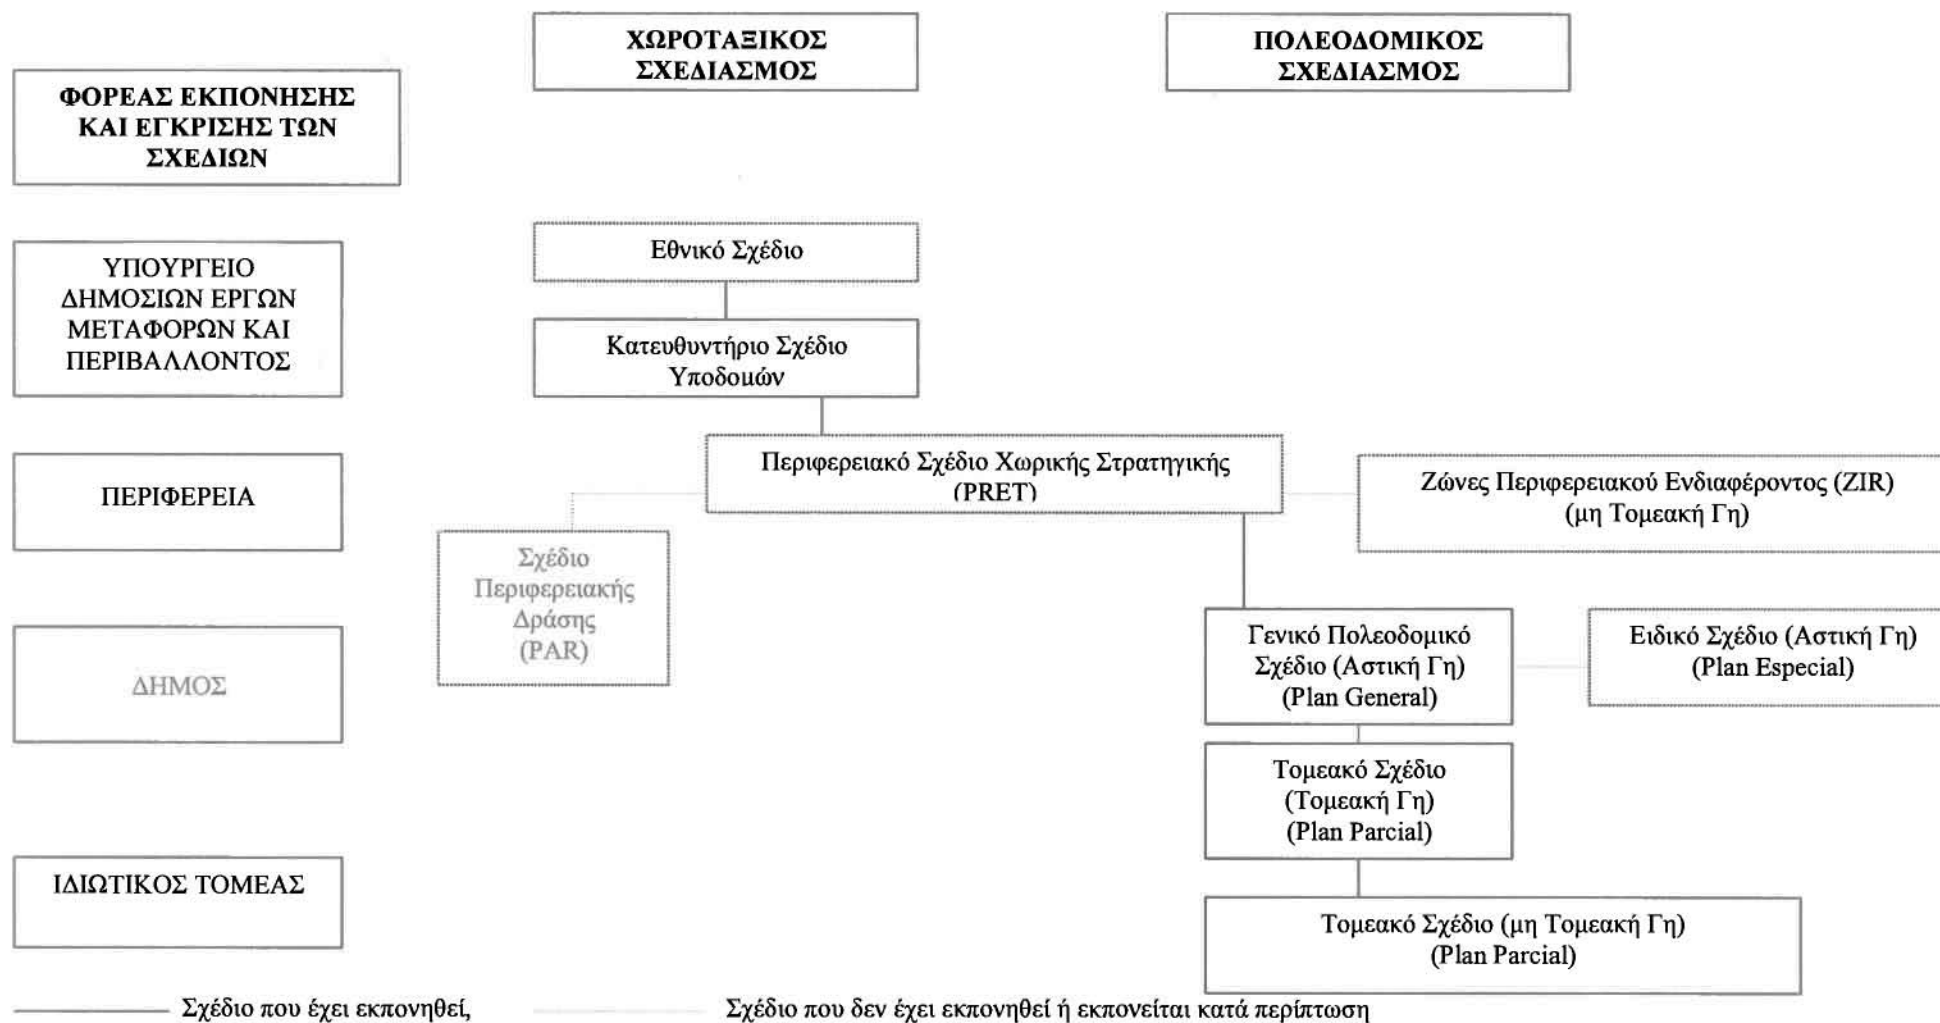 ΧΩΡΟΤΑΞΙΚΟΣ
ΣΧΕΔΙΑΣΜΟΣ
ΠΟΛΕΟΔΟΜΙΚΟΣ
ΣΧΕΔΙΑΣΜΟΣ
ΦΟΡΕΑΣ ΕΚΠΟΝΗΣΗΣ
ΚΑΙ ΕΓΚΡΙΣΗΣ ΤΩΝ
ΣΧΕΔΙΩΝ
ΥΠΟΥΡΓΕΙΟ
ΔΗΜΟΣΙΩΝ ΕΡΓΩΝ
ΜΕΤΑΦΟΡΩΝ ΚΑΙ
ΠΕΡΙΒΑΛΛΟΝΤΟΣ
Εθνικό Σχέδιο
Κατευθυντήριο Σχέδιο
Υποδομών
ΠΕΡΙΦΕΡΕΙΑ
Περιφερειακό Σχέδιο Χωρικής Στρατηγικής
(PRET)
Ζώνες Περιφερειακού Ενδιαφέροντος (ZIR)
(μη Τομεακή Γη)
Σχέδιο
Περιφερειακής
Δράσης
(PAR)
ΔΗΜΟΣ
Γενικό Πολεοδομικό
Σχέδιο (Αστική Γη)
(Plan General)
Ειδικό Σχέδιο (Αστική Γη)
(Plan Especial)
Τομεακό Σχέδιο
(Τομεακή Γη)
(Plan Parcial)
ΙΔΙΩΤΙΚΟΣ ΤΟΜΕΑΣ
Τομεακό Σχέδιο (μη Τομεακή Γη)
(Plan Parcial)
Σχέδιο που έχει εκπονηθεί,
Σχέδιο που δεν έχει εκπονηθεί ή εκπονείται κατά περίπτωση